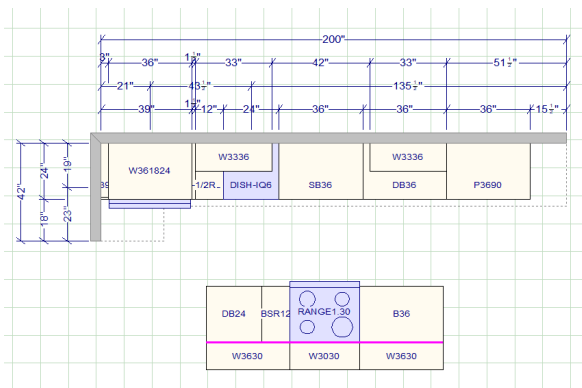 200"
3" 36" 1½" 33" 42" 33" 51½"
21" 43½" 135½"
39" 1½" 12" 24" 36" 36" 36" 15½"
42" 24" 18" 19" 23"
W361824 W3336 W3336
-1/2R_ DISH-IQ6 SB36 DB36 P3690
DB24 BSR12 RANGE1.30 B36
W3630 W3030 W3630